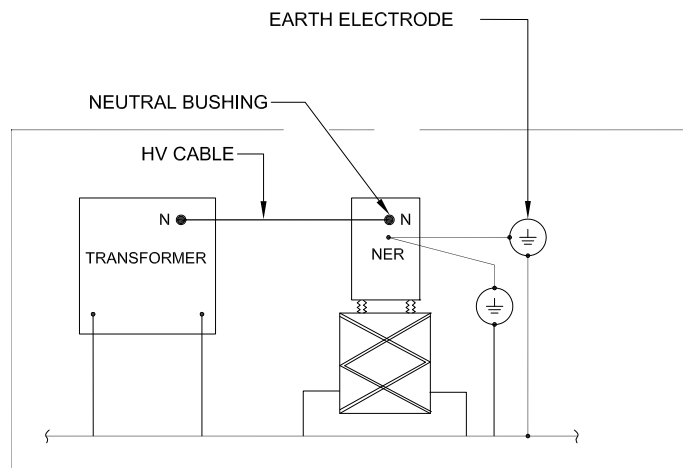 EARTH ELECTRODE
NEUTRAL BUSHING
HV CABLE
N
N
TRANSFORMER
NER